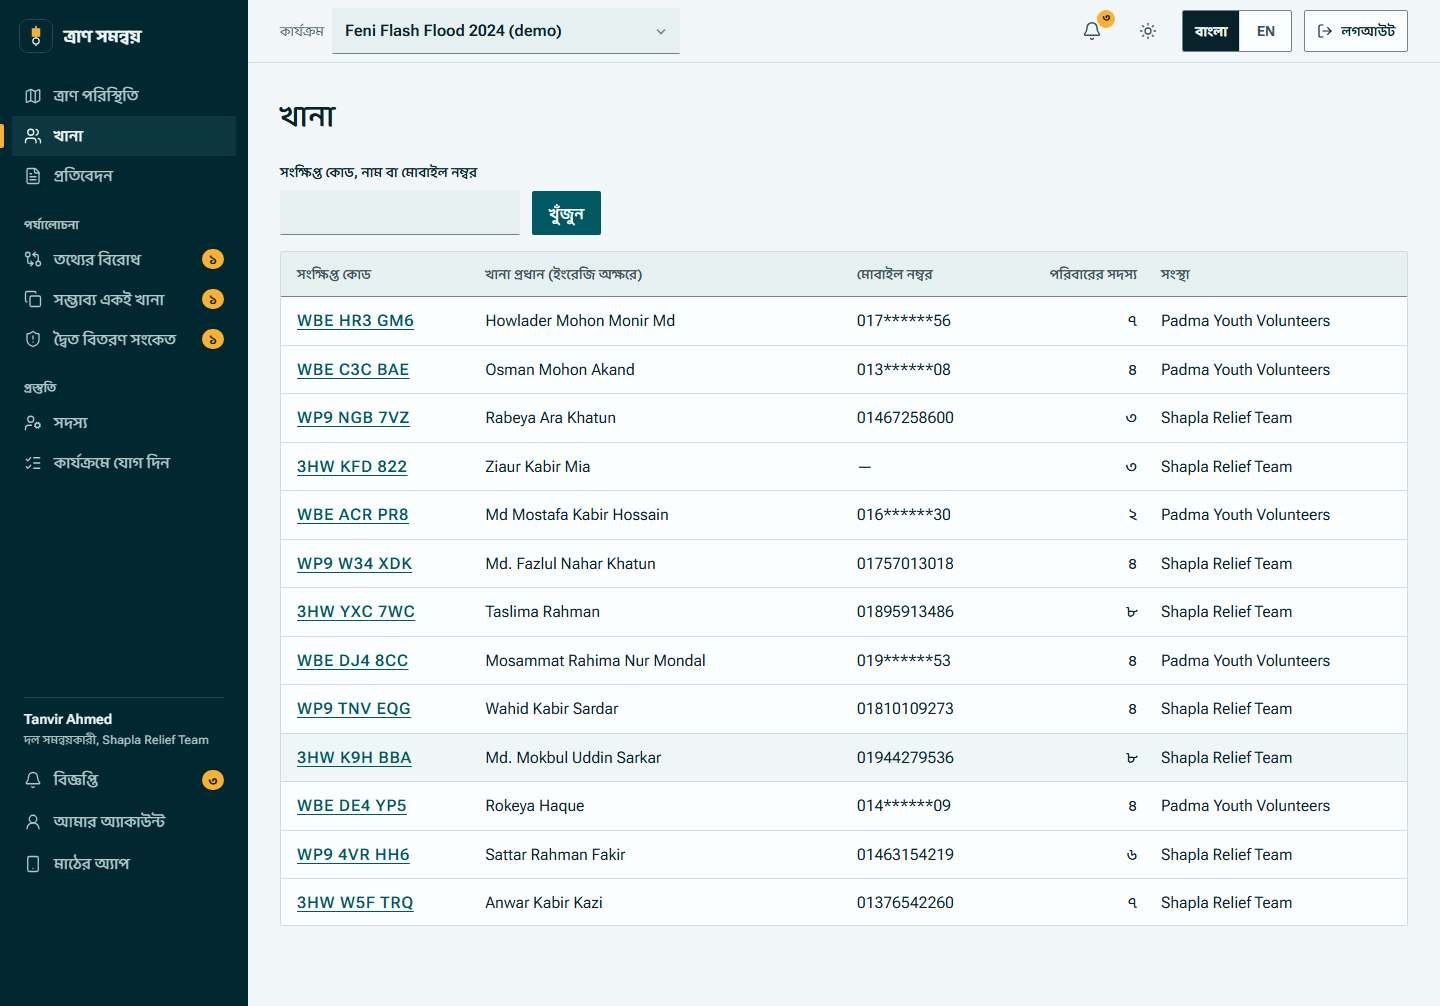 ত্রাণ সমন্বয়
ত্রাণ পরিস্থিতি
খানা
প্রতিবেদন
পর্যালোচনা
তথ্যের বিরোধ ১
সম্ভাব্য একই খানা ১
দ্বৈত বিতরণ সংকেত ১
প্রস্তুতি
সদস্য
কার্যক্রমে যোগ দিন
Tanvir Ahmed
দল সমন্বয়কারী, Shapla Relief Team
বিজ্ঞপ্তি ৩
আমার অ্যাকাউন্ট
মাঠের অ্যাপ
কার্যক্রম Feni Flash Flood 2024 (demo) ৩ বাংলা EN লগআউট
খানা
সংক্ষিপ্ত কোড, নাম বা মোবাইল নম্বর
খুঁজুন
সংক্ষিপ্ত কোড খানা প্রধান (ইংরেজি অক্ষরে) মোবাইল নম্বর পরিবারের সদস্য সংস্থা
WBE HR3 GM6 Howlader Mohon Monir Md 017******56 ৭ Padma Youth Volunteers
WBE C3C BAE Osman Mohon Akand 013******08 ৪ Padma Youth Volunteers
WP9 NGB 7VZ Rabeya Ara Khatun 01467258600 ৩ Shapla Relief Team
3HW KFD 822 Ziaur Kabir Mia — ৩ Shapla Relief Team
WBE ACR PR8 Md Mostafa Kabir Hossain 016******30 ২ Padma Youth Volunteers
WP9 W34 XDK Md. Fazlul Nahar Khatun 01757013018 ৪ Shapla Relief Team
3HW YXC 7WC Taslima Rahman 01895913486 ৮ Shapla Relief Team
WBE DJ4 8CC Mosammat Rahima Nur Mondal 019******53 ৪ Padma Youth Volunteers
WP9 TNV EQG Wahid Kabir Sardar 01810109273 ৪ Shapla Relief Team
3HW K9H BBA Md. Mokbul Uddin Sarkar 01944279536 ৮ Shapla Relief Team
WBE DE4 YP5 Rokeya Haque 014******09 ৪ Padma Youth Volunteers
WP9 4VR HH6 Sattar Rahman Fakir 01463154219 ৬ Shapla Relief Team
3HW W5F TRQ Anwar Kabir Kazi 01376542260 ৭ Shapla Relief Team